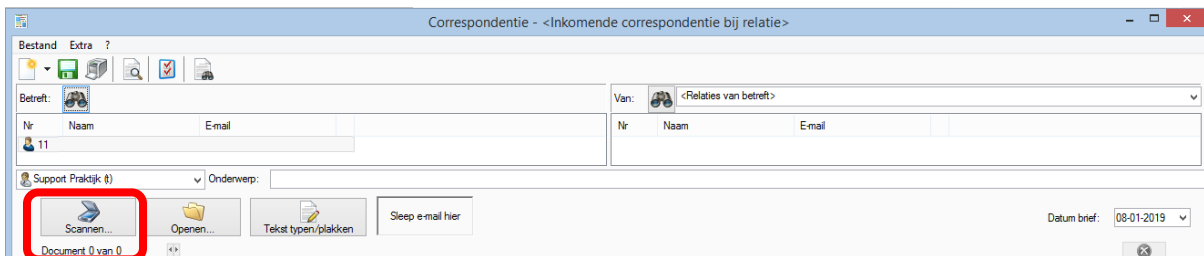 Correspondentie - <Inkomende correspondentie bij relatie>
Bestand Extra ?
Betreft: Van: <Relaties van betreft>
Nr Naam E-mail Nr Naam E-mail
11
Support Praktijk (t) Onderwerp:
Scannen... Openen... Tekst typen/plakken Sleep e-mail hier Datum brief: 08-01-2019
Document 0 van 0